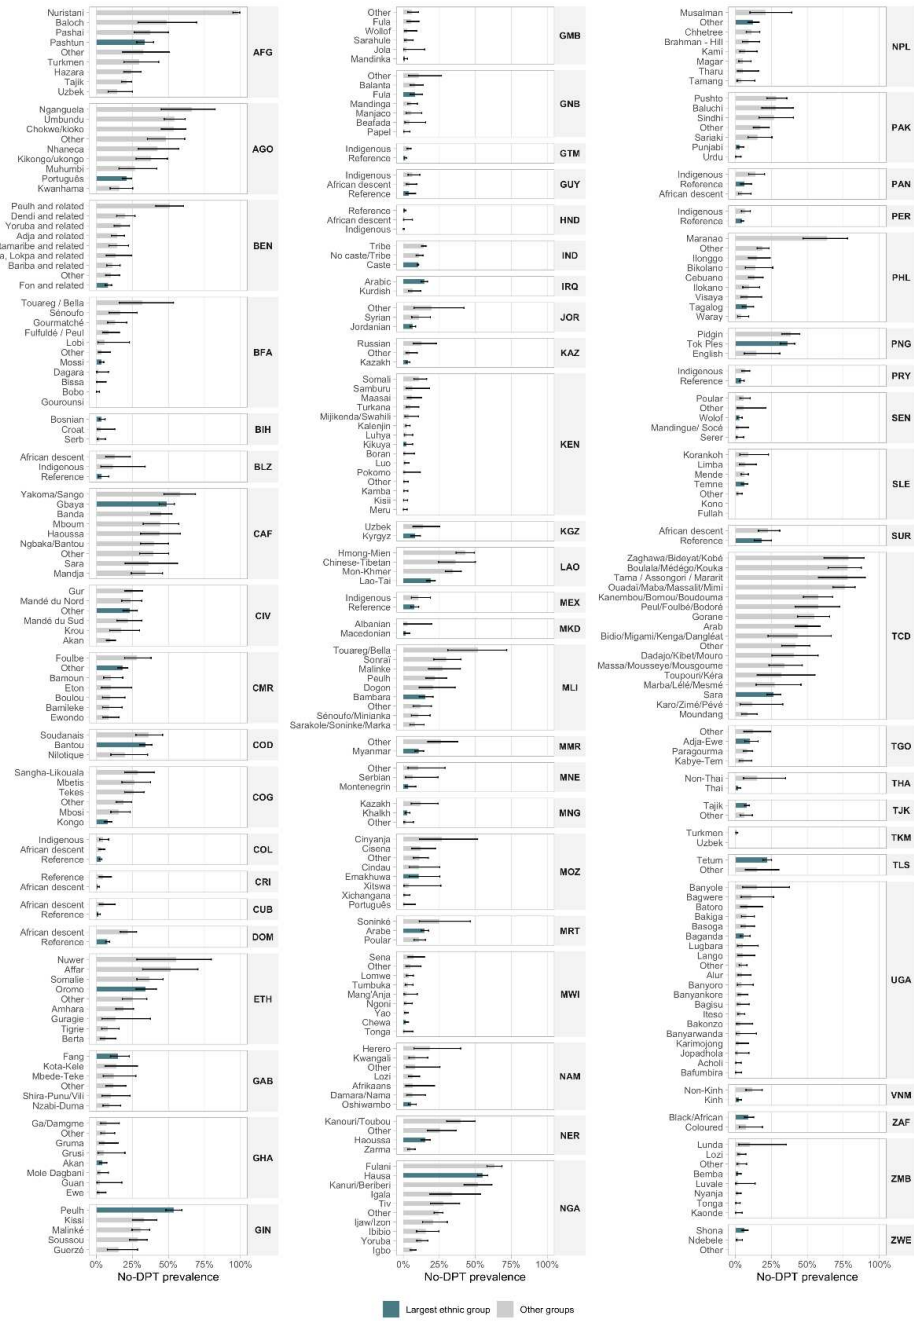 Nuristani
Baloch
Pashai
Pashtun
Other
Turkmen
Hazara
Tajik
Uzbek
AFG
Nganguela
Umbundu
Chokwe/kioko
Other
Nhaneca
Kikongo/ukongo
Muhumbi
Português
Kwanhama
AGO
Peulh and related
Dendi and related
Yoruba and related
Adja and related
tamaribe and related
a, Lokpa and related
Bariba and related
Other
Fon and related
BEN
Touareg / Bella
Sénoufo
Gourmatché
Fulfuldé / Peul
Lobi
Other
Mossi
Dagara
Bissa
Bobo
Gourounsi
BFA
Bosnian
Croat
Serb
BIH
African descent
Indigenous
Reference
BLZ
Yakoma/Sango
Gbaya
Banda
Mboum
Haoussa
Ngbaka/Bantou
Other
Sara
Mandja
CAF
Gur
Mandé du Nord
Other
Mandé du Sud
Krou
Akan
CIV
Foulbe
Other
Bamoun
Eton
Boulou
Bamileke
Ewondo
CMR
Soudanais
Bantou
Nilotique
COD
Sangha-Likouala
Mbetis
Tekes
Other
Mbosi
Kongo
COG
Indigenous
African descent
Reference
COL
Reference
African descent
CRI
African descent
Reference
CUB
African descent
Reference
DOM
Nuwer
Affar
Somalie
Oromo
Other
Amhara
Guragie
Tigrie
Berta
ETH
Fang
Kota-Kele
Mbede-Teke
Other
Shira-Punu/Vili
Nzabi-Duma
GAB
Ga/Damgme
Other
Gruma
Grusi
Akan
Mole Dagbani
Guan
Ewe
GHA
Peulh
Kissi
Malinké
Soussou
Guerzé
GIN
0% 25% 50% 75% 100%
No-DPT prevalence
Other
Fula
Wollof
Sarahule
Jola
Mandinka
GMB
Other
Balanta
Fula
Mandinga
Manjaco
Beafada
Papel
GNB
Indigenous
Reference
GTM
Indigenous
African descent
Reference
GUY
Reference
African descent
Indigenous
HND
Tribe
No caste/Tribe
Caste
IND
Arabic
Kurdish
IRQ
Other
Syrian
Jordanian
JOR
Russian
Other
Kazakh
KAZ
Somali
Samburu
Maasai
Turkana
Mijikenda/Swahili
Kalenjin
Luhya
Kikuya
Boran
Luo
Pokomo
Other
Kamba
Kisii
Meru
KEN
Uzbek
Kyrgyz
KGZ
Hmong-Mien
Chinese-Tibetan
Mon-Khmer
Lao-Tai
LAO
Indigenous
Reference
MEX
Albanian
Macedonian
MKD
Touareg/Bella
Sonraï
Malinke
Peulh
Dogon
Bambara
Other
Sénoufo/Minianka
Sarakole/Soninke/Marka
MLI
Other
Myanmar
MMR
Other
Serbian
Montenegrin
MNE
Kazakh
Khalkh
Other
MNG
Cinyanja
Cisena
Other
Cindau
Emakhuwa
Xitswa
Xichangana
Português
MOZ
Soninké
Arabe
Poular
MRT
Sena
Other
Lomwe
Tumbuka
Mang'Anja
Ngoni
Yao
Chewa
Tonga
MWI
Herero
Kwangali
Other
Lozi
Afrikaans
Damara/Nama
Oshiwambo
NAM
Kanouri/Toubou
Other
Haoussa
Zarma
NER
Fulani
Hausa
Kanuri/Beriberi
Igala
Tiv
Other
Ijaw/Izon
Ibibio
Yoruba
Igbo
NGA
0% 25% 50% 75% 100%
No-DPT prevalence
Musalman
Other
Chhetree
Brahman - Hill
Kami
Magar
Tharu
Tamang
NPL
Pushto
Baluchi
Sindhi
Other
Sariaki
Punjabi
Urdu
PAK
Indigenous
Reference
African descent
PAN
Indigenous
Reference
PER
Maranao
Other
Ilonggo
Bikolano
Cebuano
Ilokano
Visaya
Tagalog
Waray
PHL
Pidgin
Tok Ples
English
PNG
Indigenous
Reference
PRY
Poular
Other
Wolof
Mandingue/ Socé
Serer
SEN
Korankoh
Limba
Mende
Temne
Other
Kono
Fullah
SLE
African descent
Reference
SUR
Zaghawa/Bideyat/Kobé
Boulala/Médégo/Kouka
Tama / Assongori / Mararit
Ouadaï/Maba/Massalit/Mimi
Kanembou/Bornou/Boudouma
Peul/Foulbé/Bodoré
Gorane
Arab
Bidio/Migami/Kenga/Dangléat
Other
Dadajo/Kibet/Mouro
Massa/Mousseye/Mousgoume
Toupouri/Kéra
Marba/Lélé/Mesmé
Sara
Karo/Zimé/Pévé
Moundang
TCD
Other
Adja-Ewe
Paragourma
Kabye-Tem
TGO
Non-Thai
Thai
THA
Tajik
Other
TJK
Turkmen
Uzbek
TKM
Tetum
Other
TLS
Banyole
Bagwere
Batoro
Bakiga
Basoga
Baganda
Lugbara
Lango
Other
Alur
Banyoro
Banyankore
Bagisu
Iteso
Bakonzo
Banyarwanda
Karimojong
Jopadhola
Acholi
Bafumbira
UGA
Non-Kinh
Kinh
VNM
Black/African
Coloured
ZAF
Lunda
Lozi
Other
Bemba
Luvale
Nyanja
Tonga
Kaonde
ZMB
Shona
Ndebele
Other
ZWE
0% 25% 50% 75% 100%
No-DPT prevalence
Largest ethnic group
Other groups